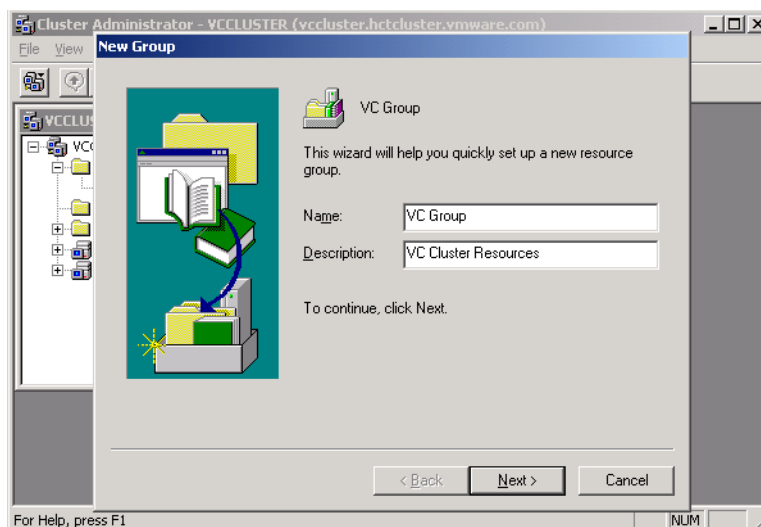 Cluster Administrator - VCCLUSTER (vccluster.hctcluster.vmware.com)
File View
New Group
VCCLUS
VC
VC Group
This wizard will help you quickly set up a new resource
group.
Name: VC Group
Description: VC Cluster Resources
To continue, click Next.
< Back Next > Cancel
For Help, press F1 NUM